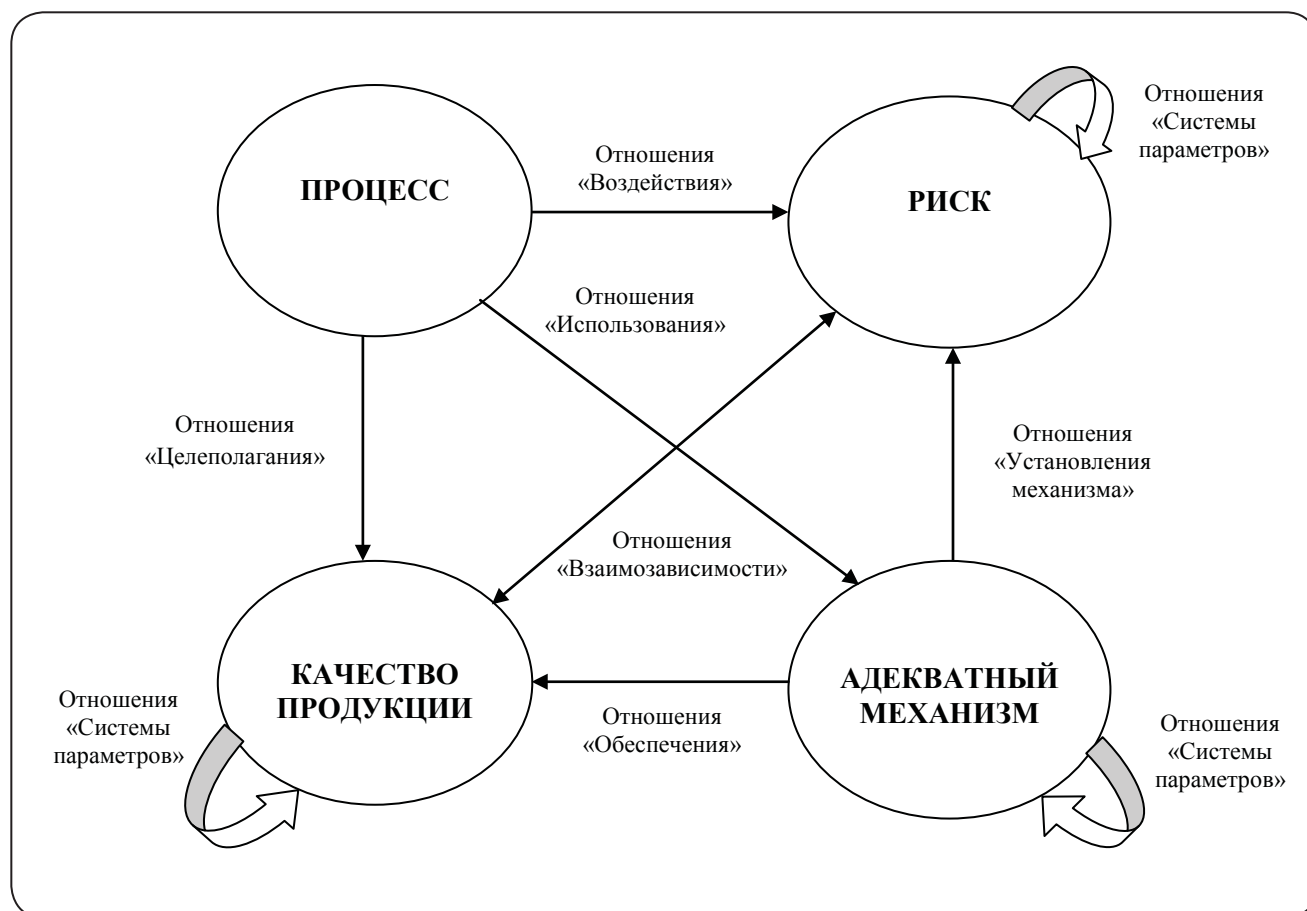 Отношения
«Системы
параметров»
Отношения
«Воздействия»
ПРОЦЕСС
РИСК
Отношения
«Использования»
Отношения
«Целеполагания»
Отношения
«Установления
механизма»
Отношения
«Взаимозависимости»
КАЧЕСТВО
ПРОДУКЦИИ
АДЕКВАТНЫЙ
МЕХАНИЗМ
Отношения
«Системы
параметров»
Отношения
«Обеспечения»
Отношения
«Системы
параметров»